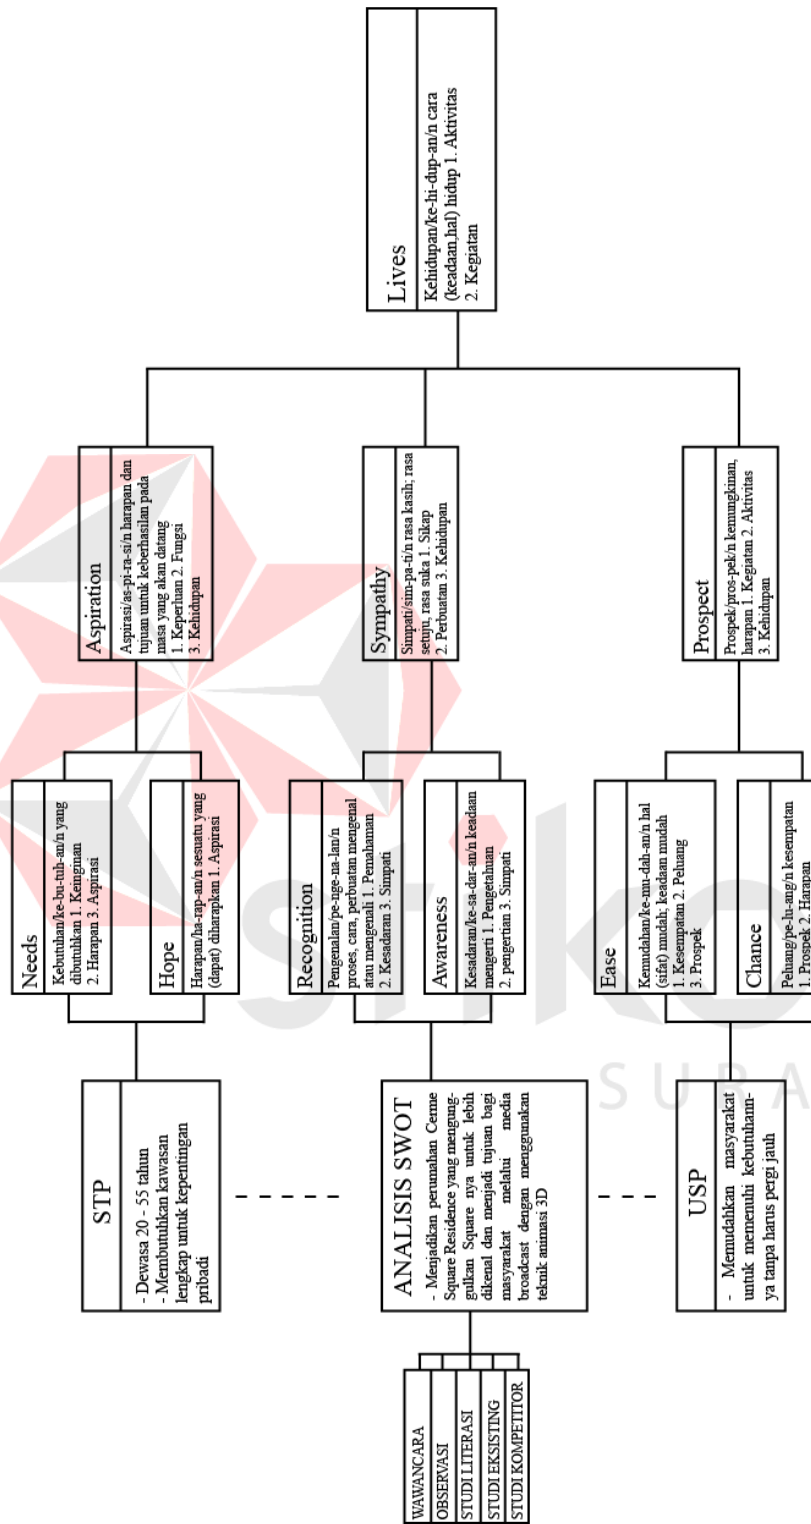 WAWANCARA
OBSERVASI
STUDI LITERASI
STUDI EKSISTING
STUDI KOMPETITOR
STP
- Dewasa 20 - 55 tahun
- Membutuhkan kawasan
lengkap untuk kepentingan
pribadi
ANALISIS SWOT
- Menjadikan perumahan Cerme
Square Residence yang mengung-
gulkan Square nya untuk lebih
dikenal dan menjadi tujuan bagi
masyarakat melalui media
broadcast dengan menggunakan
teknik animasi 3D
USP
- Memudahkan masyarakat
untuk memenuhi kebutuhann-
ya tanpa harus pergi jauh
Needs
Kebutuhan/ke-bu-tuh-an/n yang
dibutuhkan 1. Keinginan
2. Harapan 3. Aspirasi
Hope
Harapan/ha-rap-an/n sesuatu yang
(dapat) diharapkan 1. Aspirasi
Recognition
Pengenalan/pe-nge-na-lan/n
proses, cara, perbuatan mengenal
atau mengenali 1. Pemahaman
2. Kesadaran 3. Simpati
Awareness
Kesadaran/ke-sa-dar-an/n keadaan
mengerti 1. Pengetahuan
2. pengertian 3. Simpati
Ease
Kemudahan/ke-mu-dah-an/n hal
(sifat) mudah; keadaan mudah
1. Kesempatan 2. Peluang
3. Prospek
Chance
Peluang/pe-lu-ang/n kesempatan
1. Prospek 2. Harapan
Aspiration
Aspirasi/as-pi-ra-si/n harapan dan
tujuan untuk keberhasilan pada
masa yang akan datang
1. Keperluan 2. Fungsi
3. Kehidupan
Sympathy
Simpati/sim-pa-ti/n rasa kasih; rasa
setuju, rasa suka 1. Sikap
2. Perbuatan 3. Kehidupan
Prospect
Prospek/pros-pek/n kemungkinan,
harapan 1. Kegiatan 2. Aktivitas
3. Kehidupan
Lives
Kehidupan/ke-hi-dup-an/n cara
(keadaan,hal) hidup 1. Aktivitas
2. Kegiatan
stiko
SURA